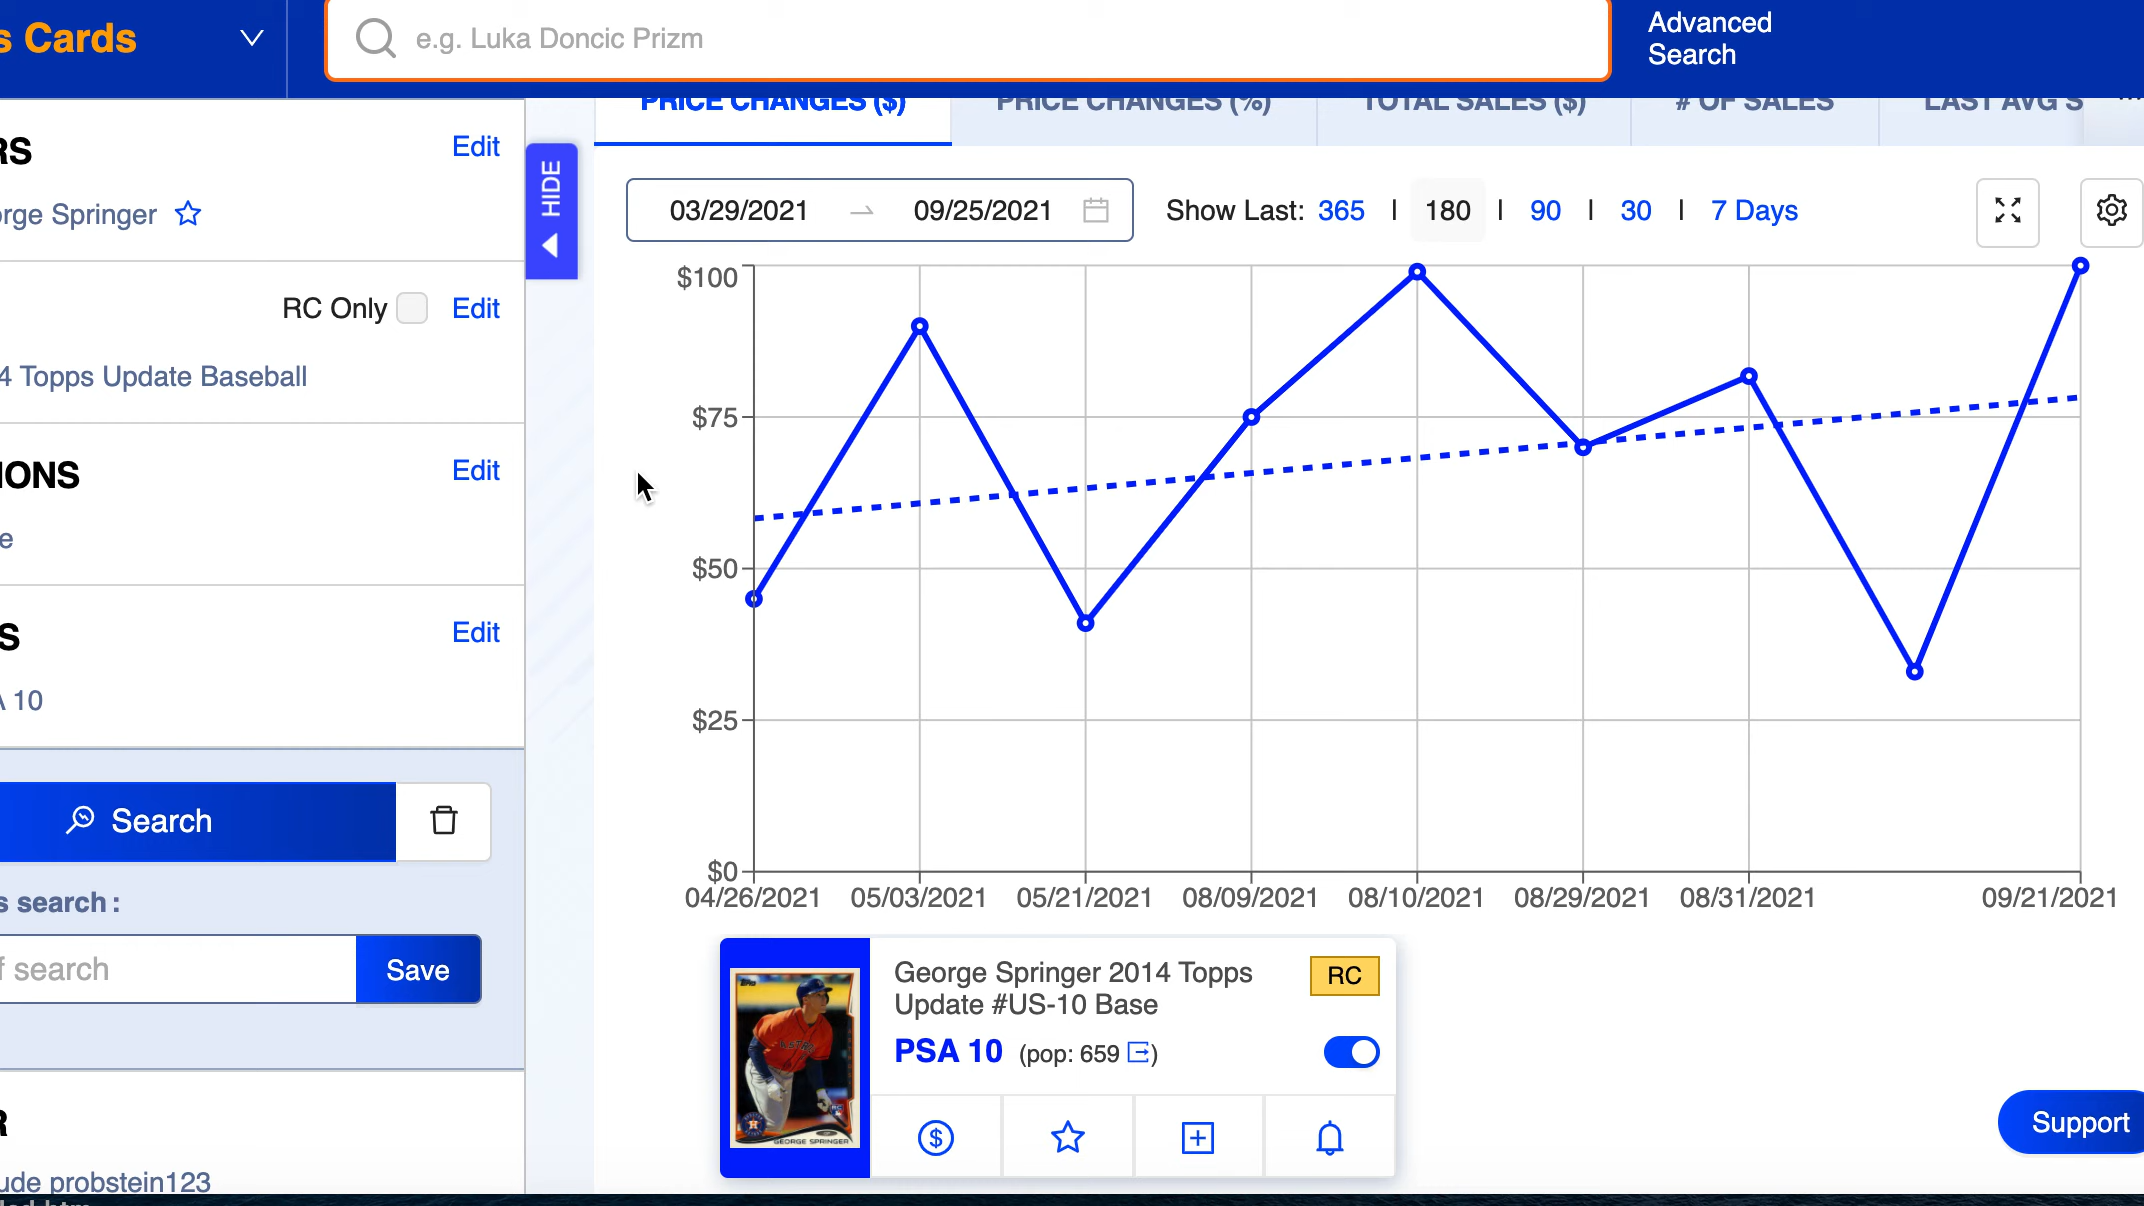 s Cards
e.g. Luka Doncic Prizm
Advanced
Search
PRICE CHANGES ($)
PRICE CHANGES (%)
TOTAL SALES ($)
# OF SALES
LAST AVG S
RS
Edit
rge Springer
HIDE
RC Only
Edit
4 Topps Update Baseball
IONS
Edit
e
S
Edit
A 10
Search
s search :
f search
Save
R
ude probstein123
03/29/2021
09/25/2021
Show Last: 365 | 180 | 90 | 30 | 7 Days
$100
$75
$50
$25
$0
04/26/2021
05/03/2021
05/21/2021
08/09/2021
08/10/2021
08/29/2021
08/31/2021
09/21/2021
George Springer 2014 Topps
Update #US-10 Base
RC
PSA 10 (pop: 659 )
GEORGE SPRINGER
Support